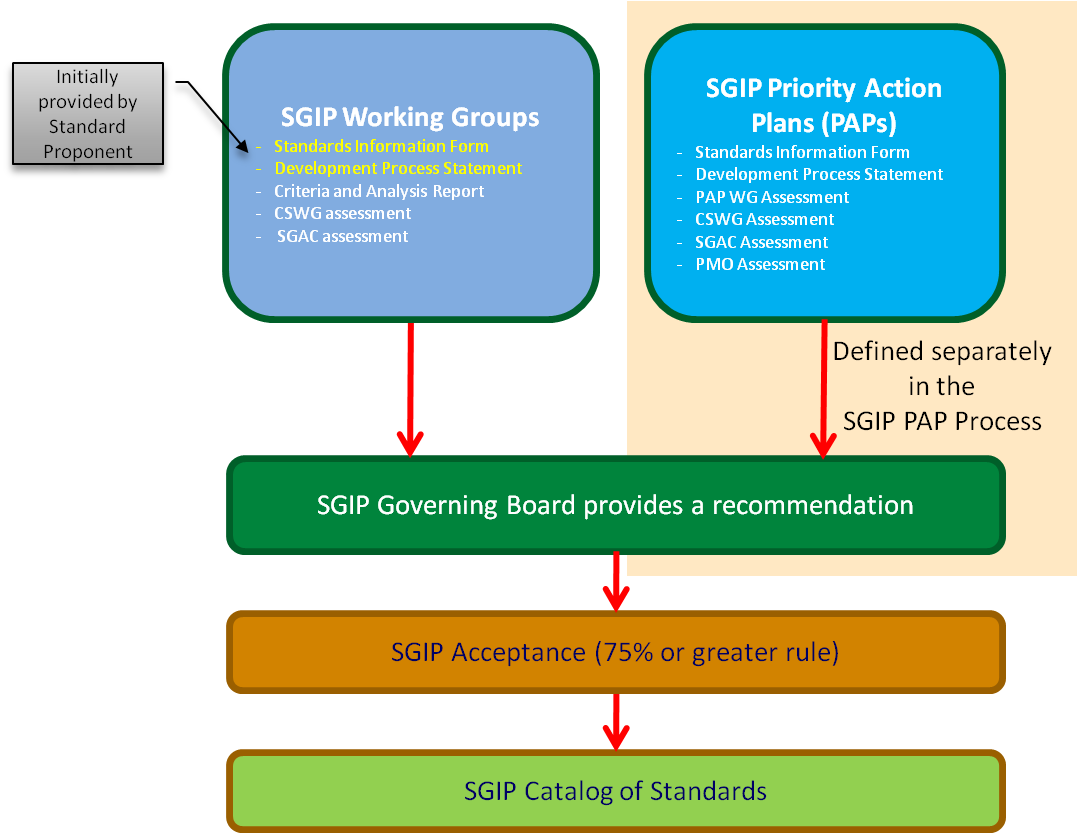 Initially
provided by
Standard
Proponent
SGIP Working Groups
- Standards Information Form
- Development Process Statement
- Criteria and Analysis Report
- CSWG assessment
- SGAC assessment
SGIP Priority Action
Plans (PAPs)
- Standards Information Form
- Development Process Statement
- PAP WG Assessment
- CSWG Assessment
- SGAC Assessment
- PMO Assessment
Defined separately
in the
SGIP PAP Process
SGIP Governing Board provides a recommendation
SGIP Acceptance (75% or greater rule)
SGIP Catalog of Standards